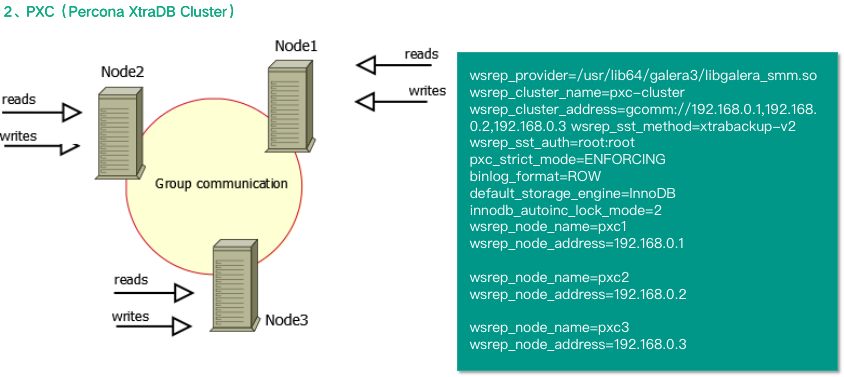 2、PXC（Percona XtraDB Cluster）
Node1
reads
writes
Node2
reads
writes
Group communication
reads
writes
Node3
wsrep_provider=/usr/lib64/galera3/libgalera_smm.so
wsrep_cluster_name=pxc-cluster
wsrep_cluster_address=gcomm://192.168.0.1,192.168.
0.2,192.168.0.3 wsrep_sst_method=xtrabackup-v2
wsrep_sst_auth=root:root
pxc_strict_mode=ENFORCING
binlog_format=ROW
default_storage_engine=InnoDB
innodb_autoinc_lock_mode=2
wsrep_node_name=pxc1
wsrep_node_address=192.168.0.1
wsrep_node_name=pxc2
wsrep_node_address=192.168.0.2
wsrep_node_name=pxc3
wsrep_node_address=192.168.0.3